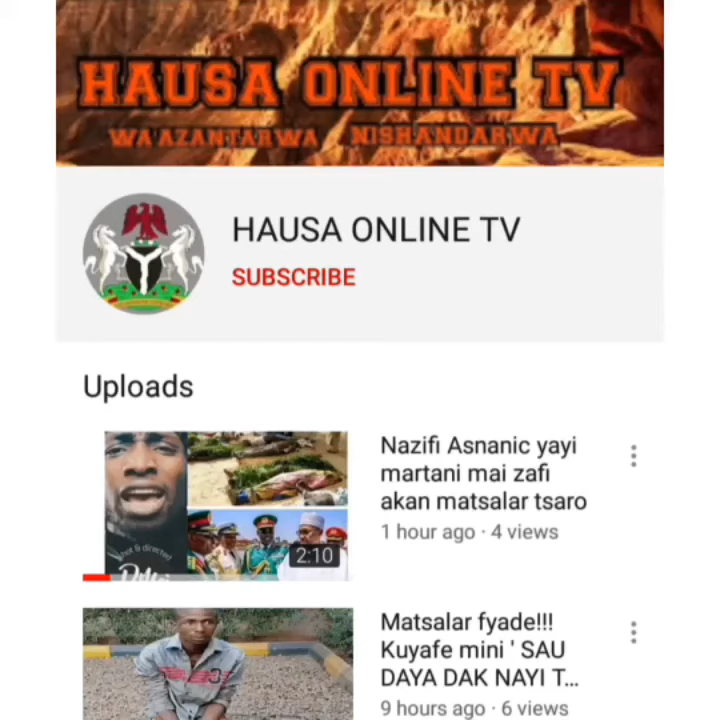 HAUSA ONLINE TV
WA'AZANTARWA NISHANDARWA
HAUSA ONLINE TV
SUBSCRIBE
Uploads
Nazifi Asnanic yayi
martani mai zafi
akan matsalar tsaro
1 hour ago · 4 views
2:10
Matsalar fyade!!!
Kuyafe mini ' SAU
DAYA DAK NAYI T...
9 hours ago · 6 views